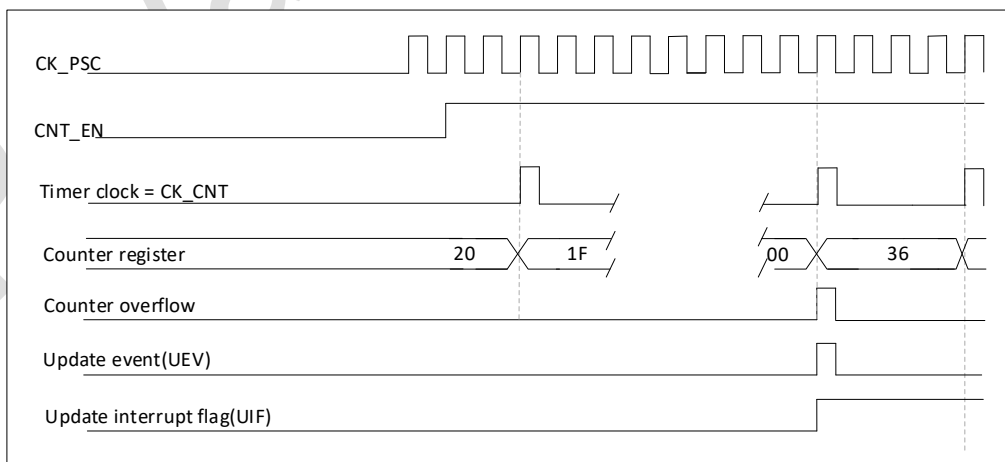 CK_PSC
CNT_EN
Timer clock = CK_CNT
Counter register 20 1F 00 36
Counter overflow
Update event(UEV)
Update interrupt flag(UIF)